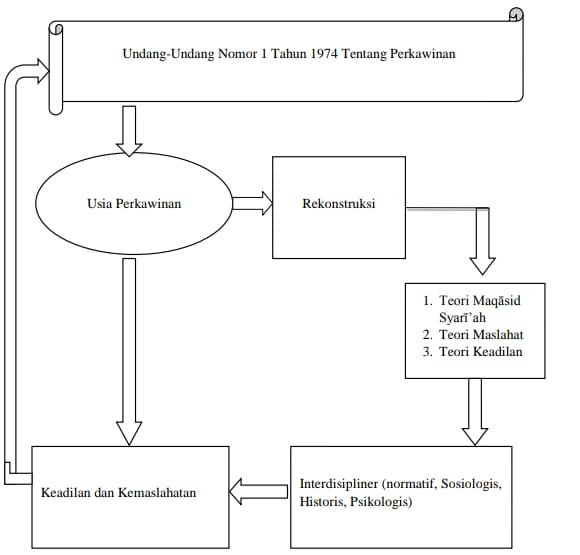 Undang-Undang Nomor 1 Tahun 1974 Tentang Perkawinan
Usia Perkawinan
Rekonstruksi
1. Teori Maqāsid
Syarī'ah
2. Teori Maslahat
3. Teori Keadilan
Interdisipliner (normatif, Sosiologis,
Historis, Psikologis)
Keadilan dan Kemaslahatan